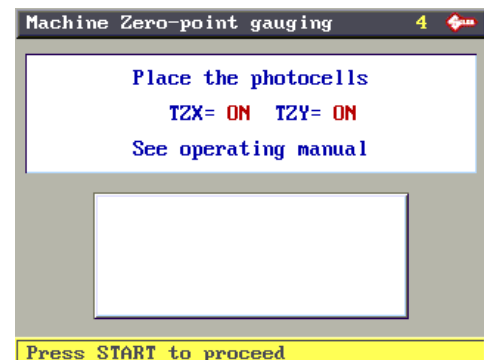 Machine Zero-point gauging 4 SILCA
Place the photocells
TZX= ON TZY= ON
See operating manual
Press START to proceed